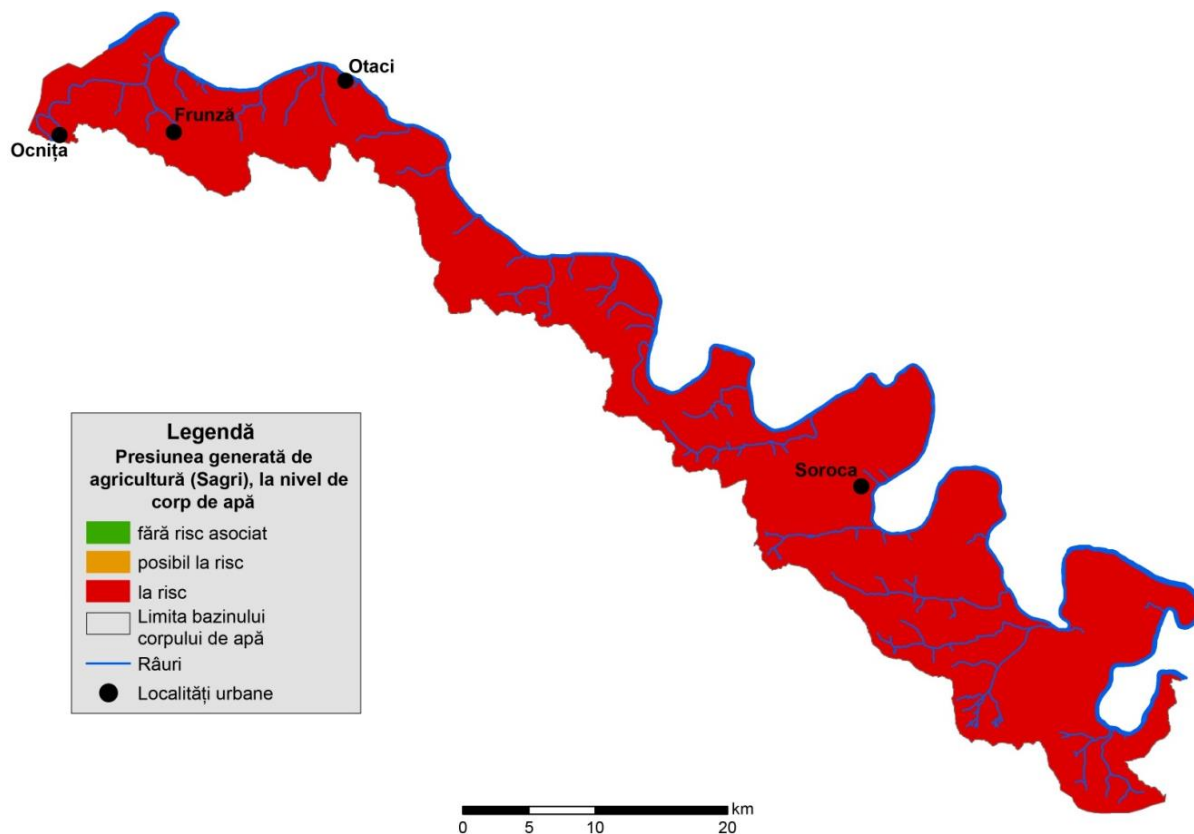 Otaci
Frunză
Ocnița
Soroca
Legendă
Presiunea generată de
agricultură (Sagri), la nivel de
corp de apă
fără risc asociat
posibil la risc
la risc
Limita bazinului
corpului de apă
Râuri
Localități urbane
km
0 5 10 20